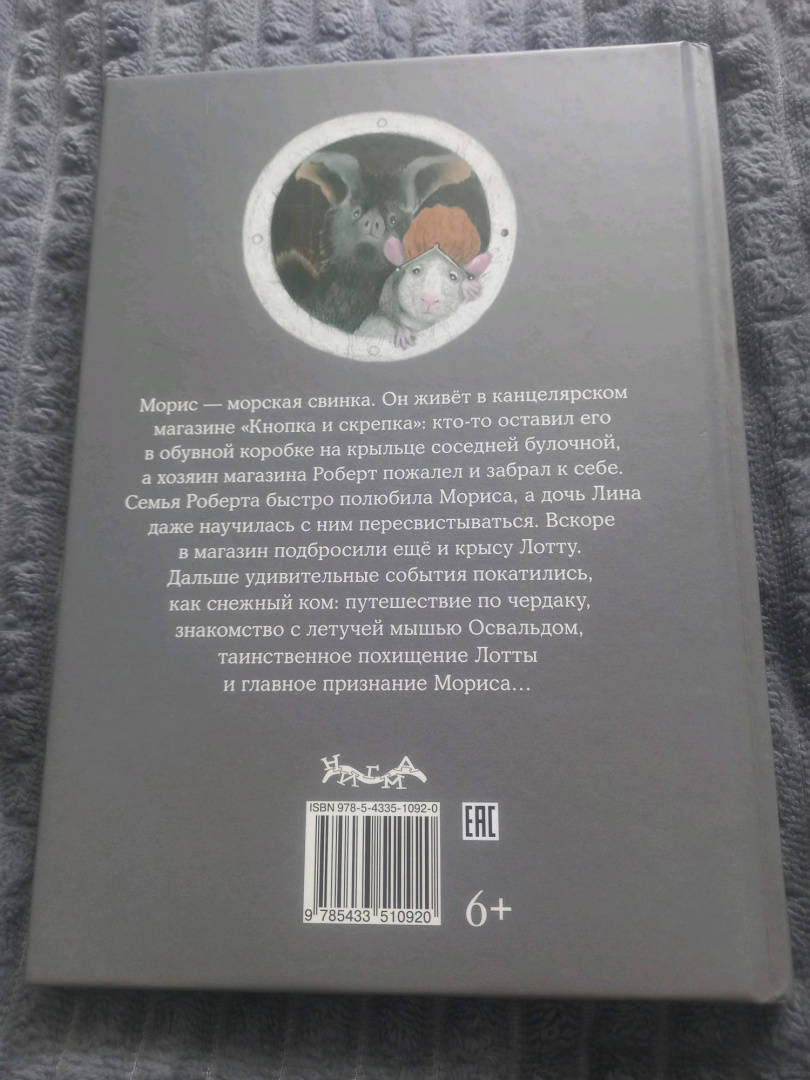 Морис — морская свинка. Он живёт в канцелярском
магазине «Кнопка и скрепка»: кто-то оставил его
в обувной коробке на крыльце соседней булочной,
а хозяин магазина Роберт пожалел и забрал к себе.
Семья Роберта быстро полюбила Мориса, а дочь Лина
даже научилась с ним пересвистываться. Вскоре
в магазин подбросили ещё и крысу Лотту.
Дальше удивительные события покатились,
как снежный ком: путешествие по чердаку,
знакомство с летучей мышью Освальдом,
таинственное похищение Лотты
и главное признание Мориса...
НИГМА
ISBN 978-5-4335-1092-0
EAC
9 785433 510920
6+